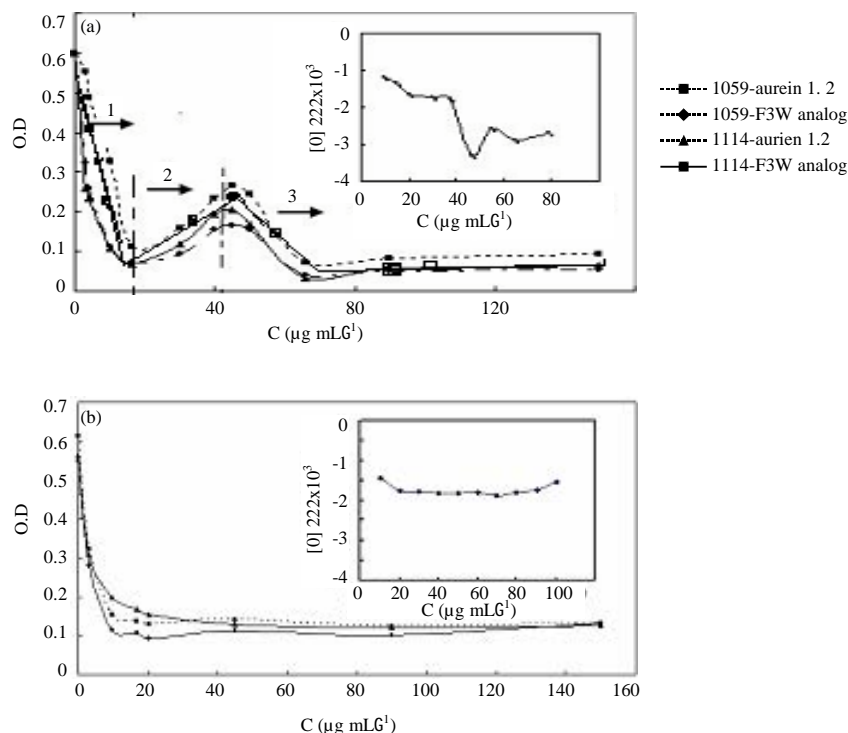 (a)
0.7
0.6
0.5
0.4
0.3
0.2
0.1
0
O.D
1
2
3
0 40 80 120
C (µg mLG¹)
0
-1
-2
-3
-4
[0] 222x10³
0 20 40 60 80
C (µg mLG¹)
1059-aurein 1. 2
1059-F3W analog
1114-aurien 1.2
1114-F3W analog
(b)
0.7
0.6
0.5
0.4
0.3
0.2
0.1
0
O.D
0 20 40 60 80 100 120 140 160
C (µg mLG¹)
0
-1
-2
-3
-4
[0] 222x10³
0 20 40 60 80 100
C (µg mLG¹)